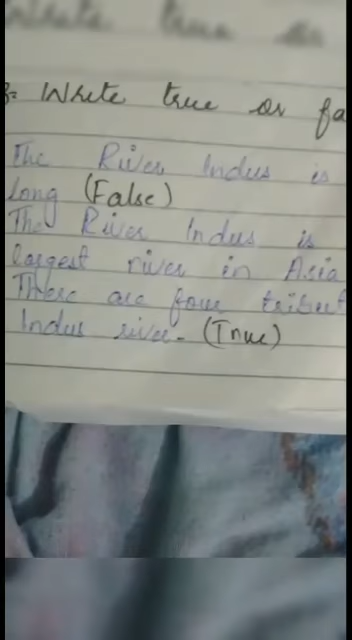 Write true or fa
The River Indus is
long (False)
The River Indus is
largest river in Asia
There are four tribut
Indus river. (True)